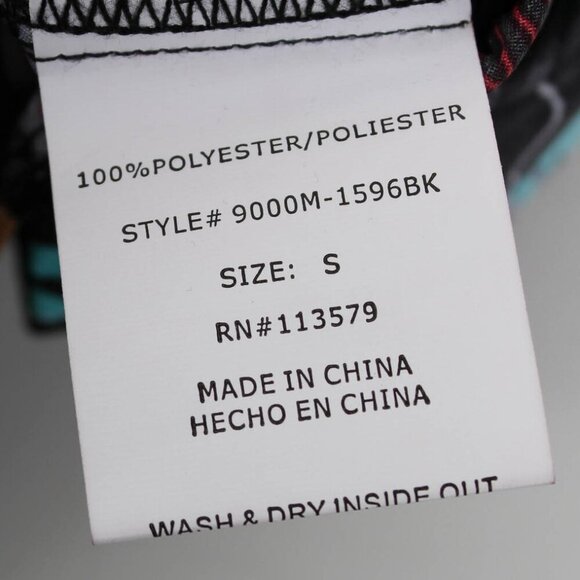 100%POLYESTER/POLIESTER
STYLE# 9000M-1596BK
SIZE: S
RN#113579
MADE IN CHINA
HECHO EN CHINA
WASH & DRY INSIDE OUT